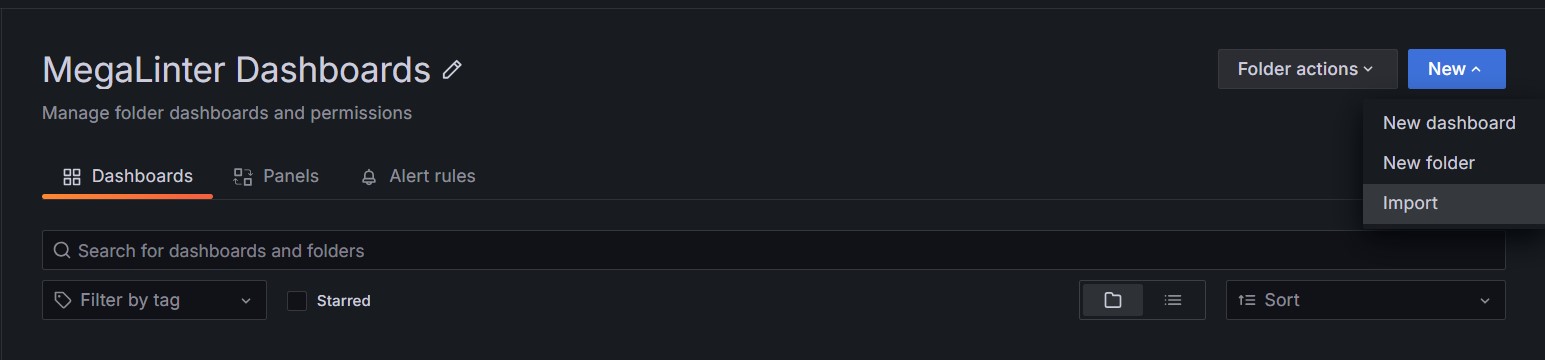 MegaLinter Dashboards
Folder actions
New
Manage folder dashboards and permissions
New dashboard
New folder
Import
Dashboards
Panels
Alert rules
Search for dashboards and folders
Filter by tag
Starred
Sort